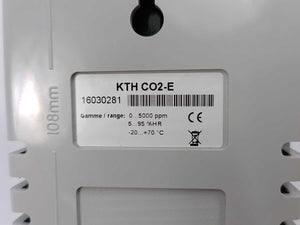 KTH CO2-E
16030281
Gamme / range: 0...5000 ppm
5...95 %HR
-20...+70 °C
CE
108mm